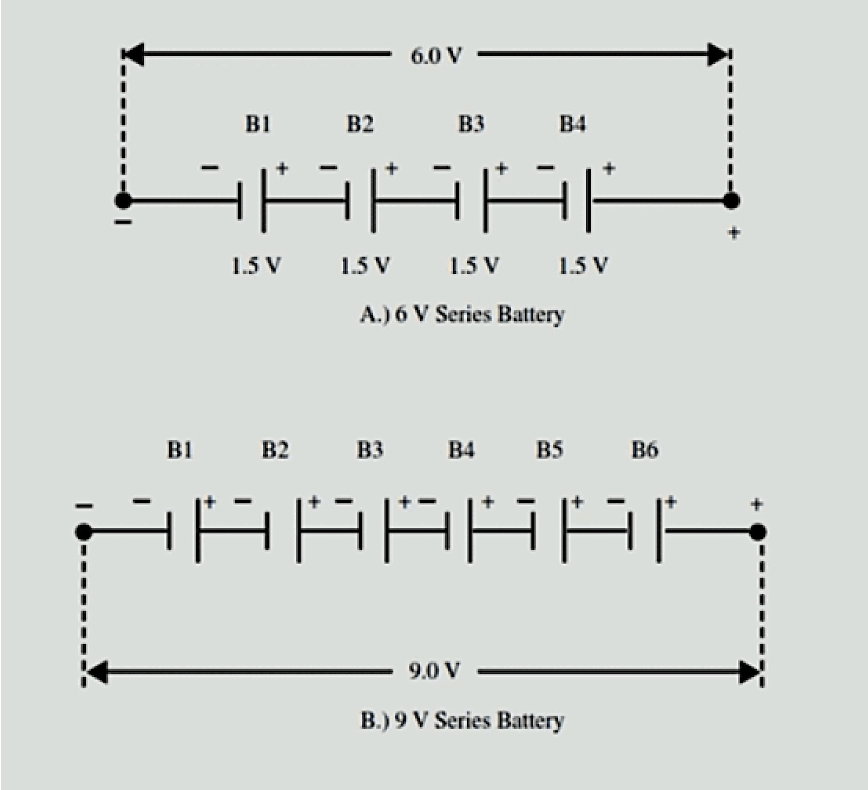 6.0 V
B1 B2 B3 B4
− + − + − + − +
− +
1.5 V 1.5 V 1.5 V 1.5 V
A.) 6 V Series Battery
B1 B2 B3 B4 B5 B6
− − + − + − + − + − + − + +
9.0 V
B.) 9 V Series Battery